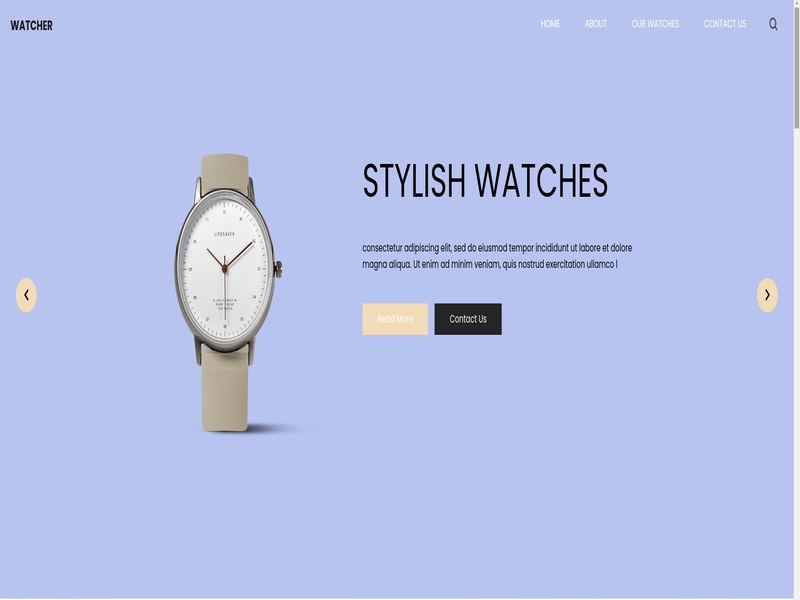 WATCHER
HOME
ABOUT
OUR WATCHES
CONTACT US
STYLISH WATCHES
consectetur adipiscing elit, sed do eiusmod tempor incididunt ut labore et dolore
magna aliqua. Ut enim ad minim veniam, quis nostrud exercitation ullamco l
Read More
Contact Us
LIFESAVER